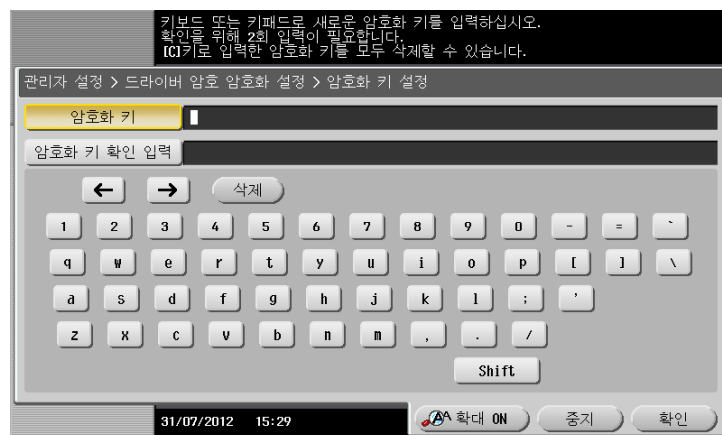 키보드 또는 키패드로 새로운 암호화 키를 입력하십시오.
확인을 위해 2회 입력이 필요합니다.
[C]키로 입력한 암호화 키를 모두 삭제할 수 있습니다.
관리자 설정 > 드라이버 암호 암호화 설정 > 암호화 키 설정
암호화 키
암호화 키 확인 입력
← → 삭제
1 2 3 4 5 6 7 8 9 0 - = `
q w e r t y u i o p [ ] \
a s d f g h j k l ; '
z x c v b n m , . /
Shift
31/07/2012 15:29 확대 ON 중지 확인